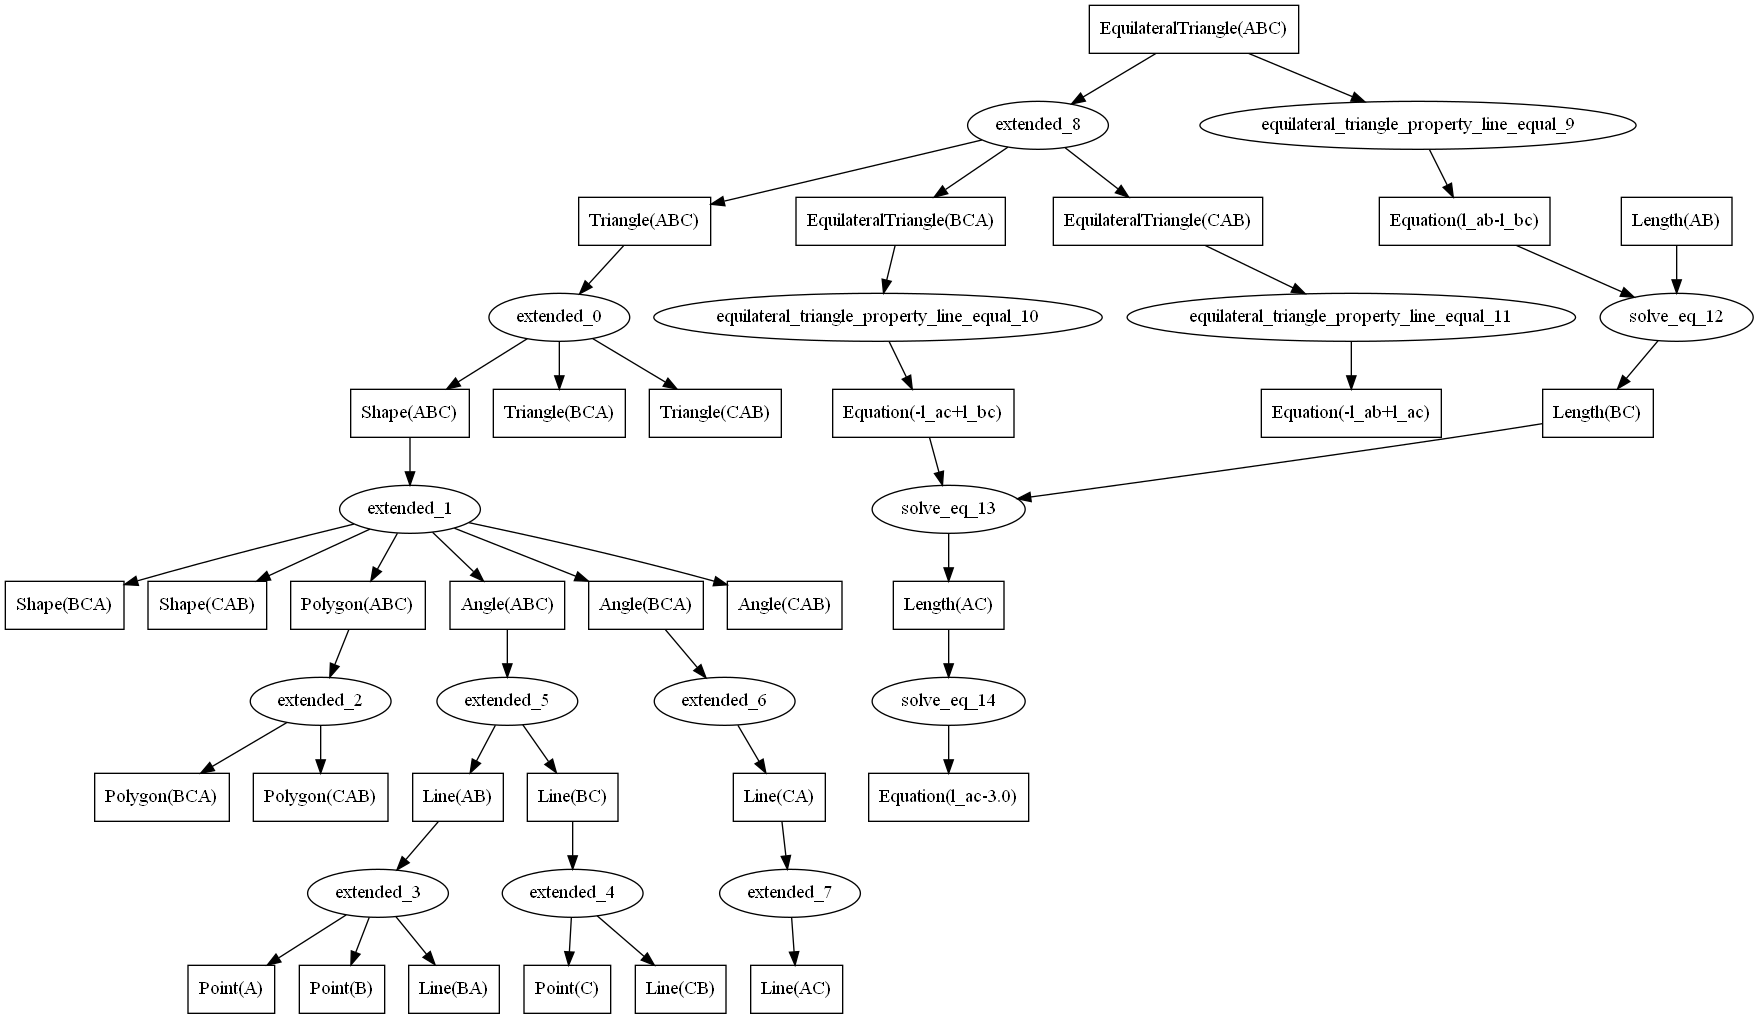 EquilateralTriangle(ABC)
extended_8
equilateral_triangle_property_line_equal_9
Triangle(ABC)
EquilateralTriangle(BCA)
EquilateralTriangle(CAB)
Equation(l_ab-l_bc)
Length(AB)
extended_0
equilateral_triangle_property_line_equal_10
equilateral_triangle_property_line_equal_11
solve_eq_12
Shape(ABC)
Triangle(BCA)
Triangle(CAB)
Equation(-l_ac+l_bc)
Equation(-l_ab+l_ac)
Length(BC)
extended_1
solve_eq_13
Shape(BCA)
Shape(CAB)
Polygon(ABC)
Angle(ABC)
Angle(BCA)
Angle(CAB)
Length(AC)
extended_2
extended_5
extended_6
solve_eq_14
Polygon(BCA)
Polygon(CAB)
Line(AB)
Line(BC)
Line(CA)
Equation(l_ac-3.0)
extended_3
extended_4
extended_7
Point(A)
Point(B)
Line(BA)
Point(C)
Line(CB)
Line(AC)